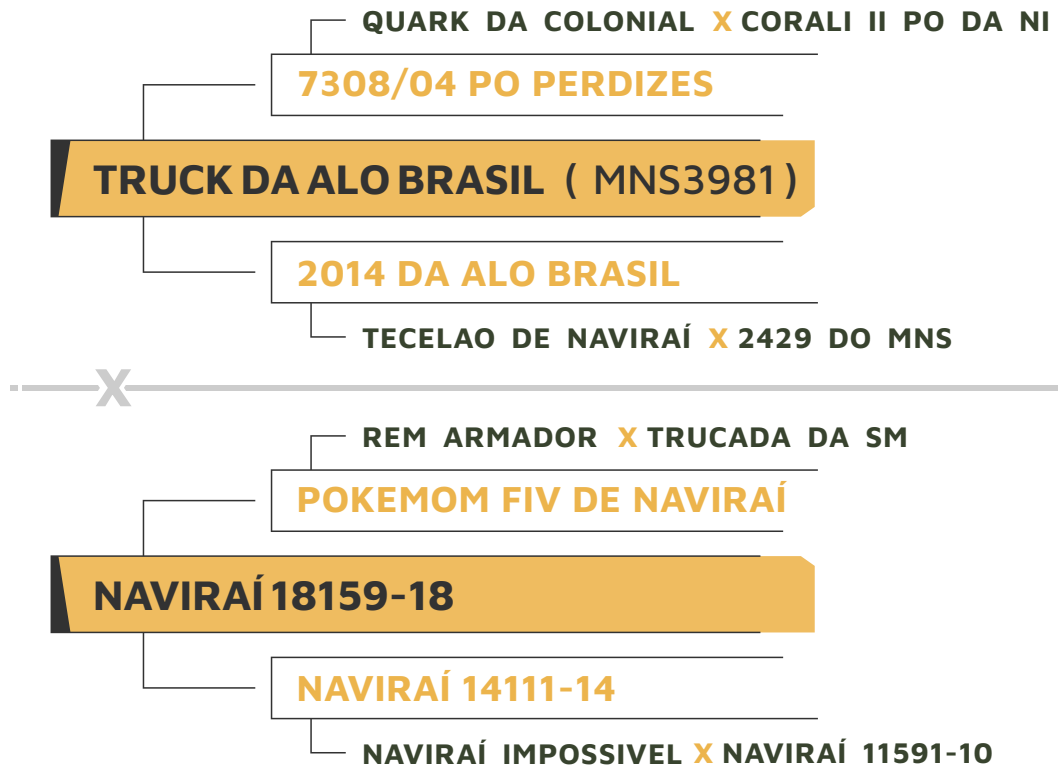 QUARK DA COLONIAL X CORALI II PO DA NI
7308/04 PO PERDIZES
TRUCK DA ALO BRASIL ( MNS3981 )
2014 DA ALO BRASIL
TECELAO DE NAVIRAÍ X 2429 DO MNS
X
REM ARMADOR X TRUCADA DA SM
POKEMOM FIV DE NAVIRAÍ
NAVIRAÍ 18159-18
NAVIRAÍ 14111-14
NAVIRAÍ IMPOSSIVEL X NAVIRAÍ 11591-10